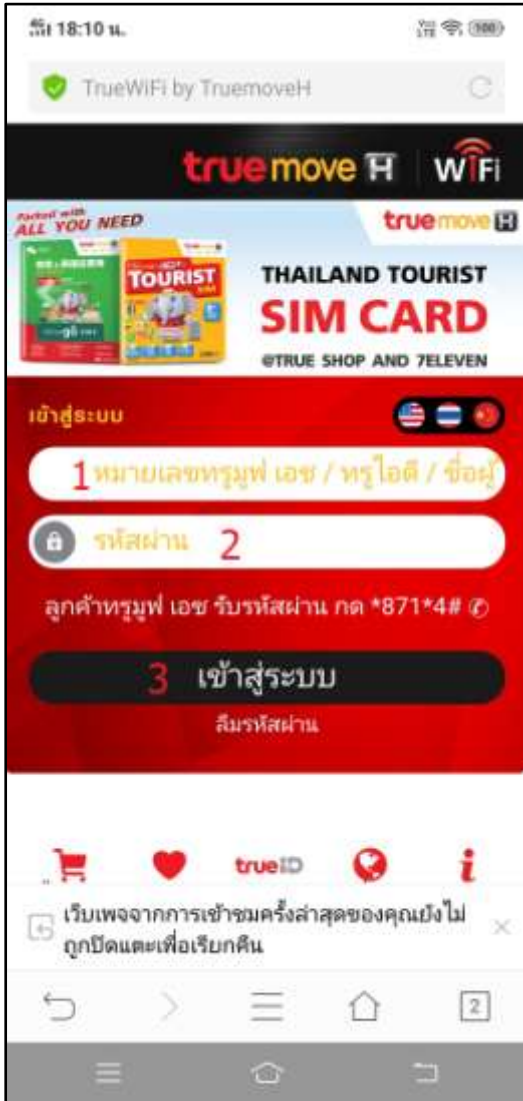 18:10 น.
100
TrueWiFi by TruemoveH
true move H WiFi
Packed with
ALL YOU NEED
true move H
TOURIST
THAILAND TOURIST
SIM CARD
@TRUE SHOP AND 7ELEVEN
เข้าสู่ระบบ
1 หมายเลขทรูมูฟ เอช / ทรูไอดี / ชื่อผู้
รหัสผ่าน 2
ลูกค้าทรูมูฟ เอช รับรหัสผ่าน กด *871*4#
3 เข้าสู่ระบบ
ลืมรหัสผ่าน
trueiD
i
เว็บเพจจากการเข้าชมครั้งล่าสุดของคุณยังไม่
ถูกปิดแตะเพื่อเรียกคืน
2